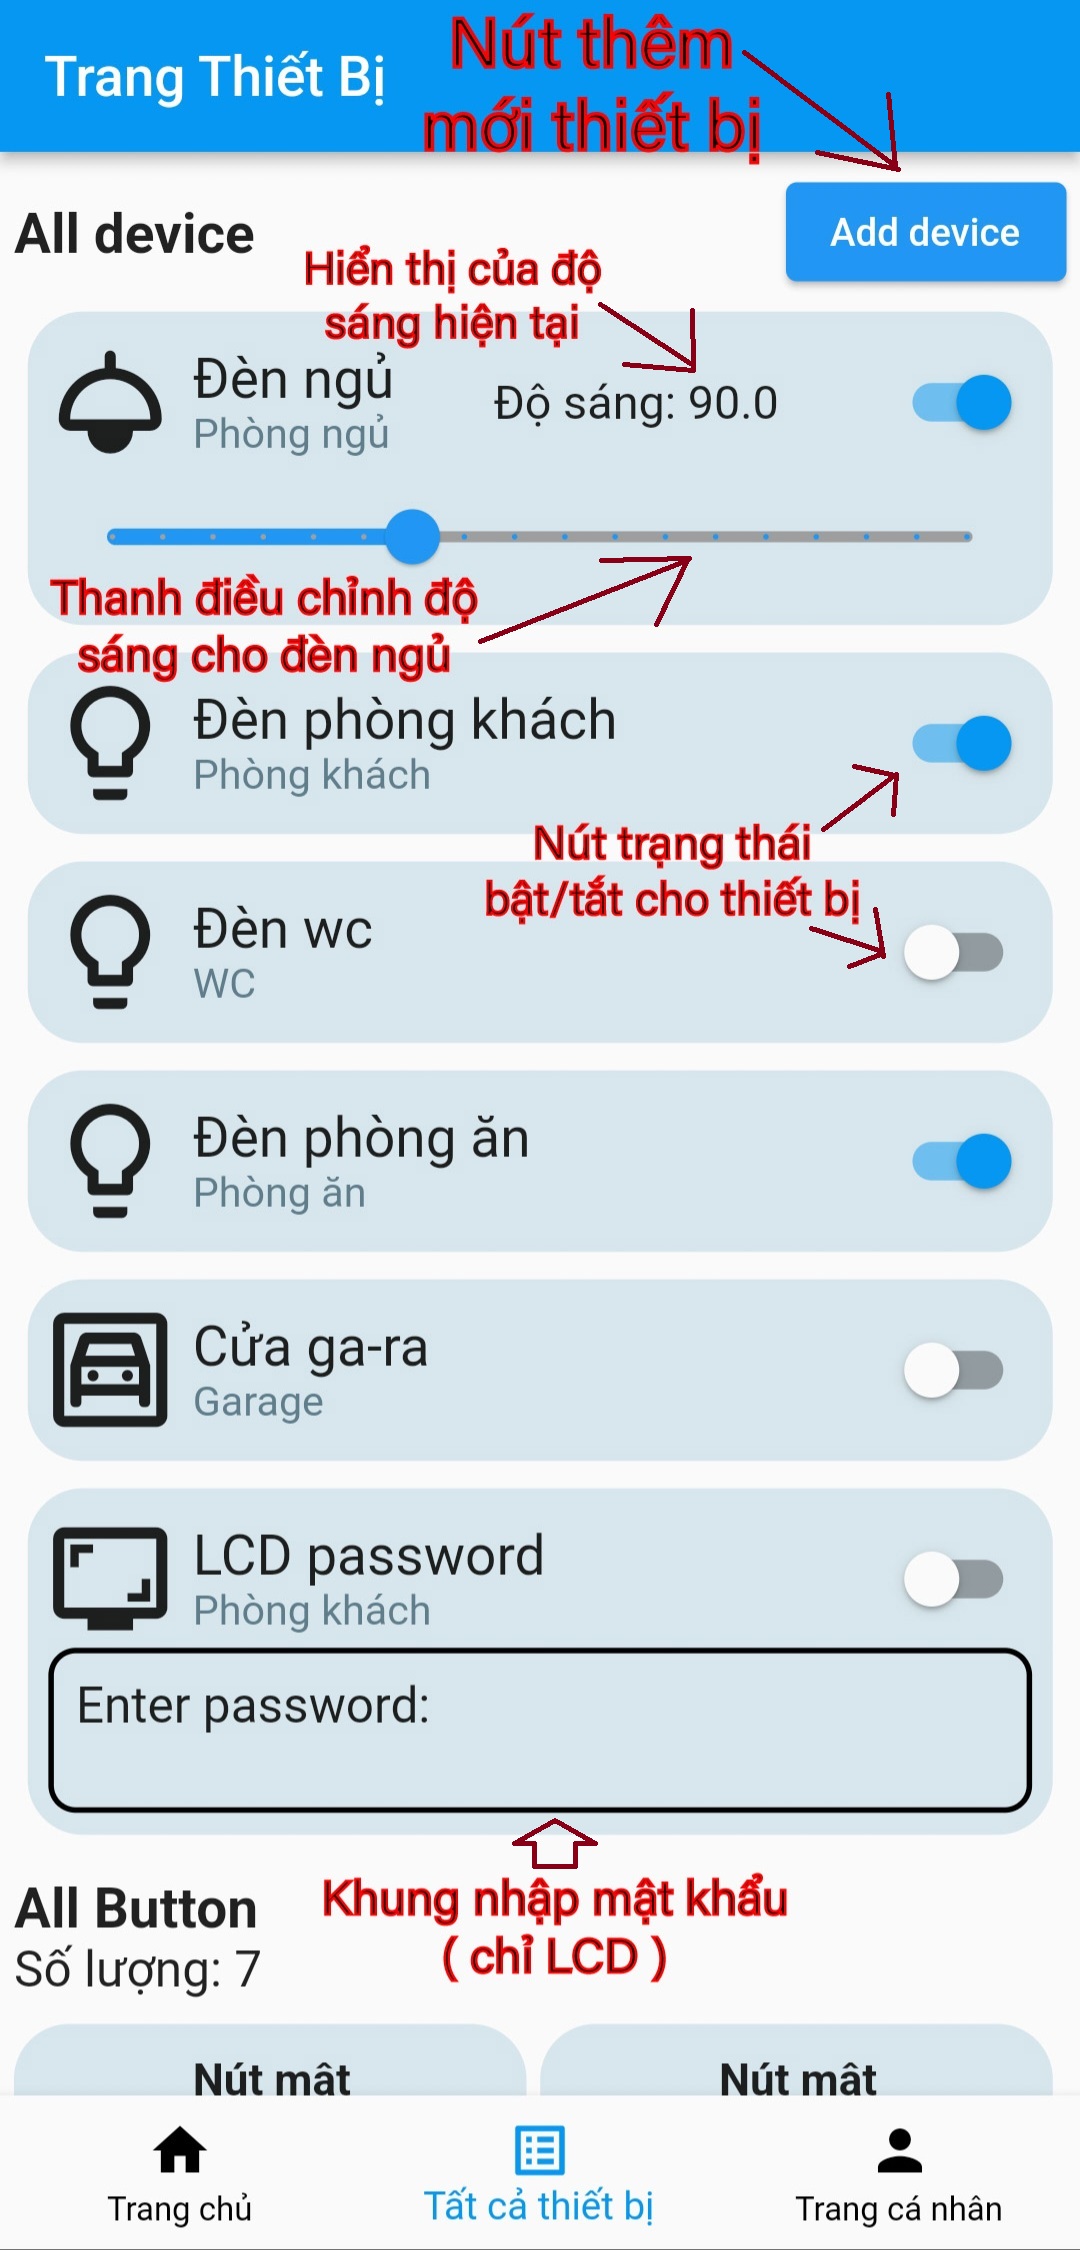 Trang Thiết Bị
Nút thêm
mới thiết bị
All device
Add device
Hiển thị của độ
sáng hiện tại
Đèn ngủ
Phòng ngủ
Độ sáng: 90.0
Thanh điều chỉnh độ
sáng cho đèn ngủ
Đèn phòng khách
Phòng khách
Nút trạng thái
bật/tắt cho thiết bị
Đèn wc
WC
Đèn phòng ăn
Phòng ăn
Cửa ga-ra
Garage
LCD password
Phòng khách
Enter password:
Khung nhập mật khẩu
( chỉ LCD )
All Button
Số lượng: 7
Nút mật
Nút mật
Trang chủ
Tất cả thiết bị
Trang cá nhân